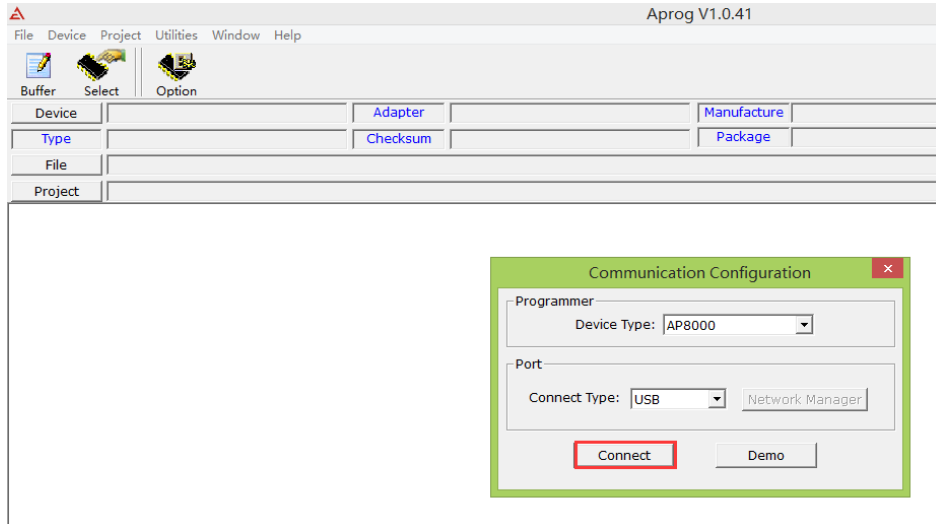 Aprog V1.0.41
File Device Project Utilities Window Help
Buffer Select Option
Device Adapter Manufacture
Type Checksum Package
File
Project
Communication Configuration
Programmer
Device Type: AP8000
Port
Connect Type: USB Network Manager
Connect Demo